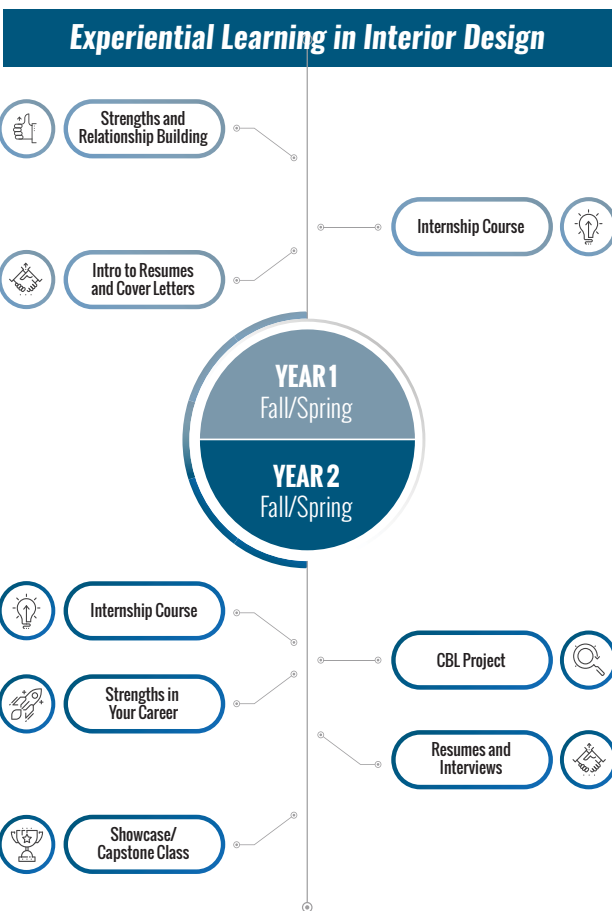 Experiential Learning in Interior Design
Strengths and
Relationship Building
Internship Course
Intro to Resumes
and Cover Letters
YEAR 1
Fall/Spring
YEAR 2
Fall/Spring
Internship Course
CBL Project
Strengths in
Your Career
Resumes and
Interviews
Showcase/
Capstone Class